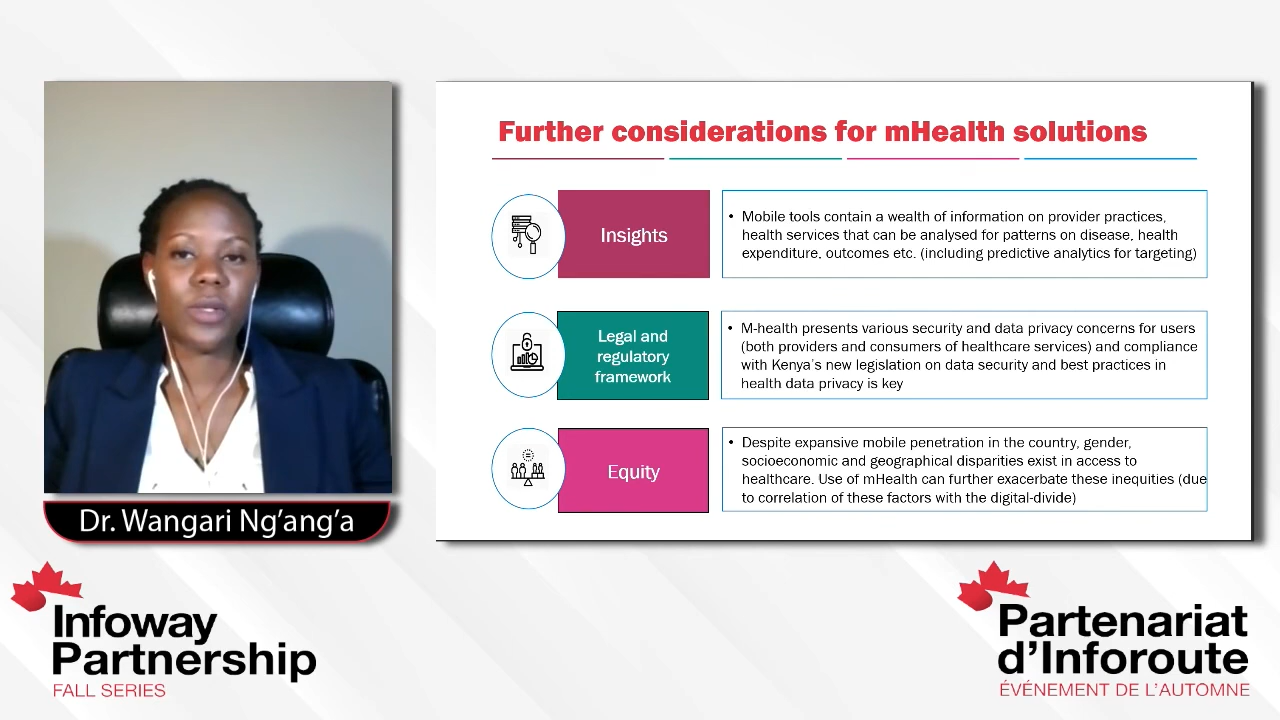 Further considerations for mHealth solutions
Insights
• Mobile tools contain a wealth of information on provider practices,
health services that can be analysed for patterns on disease, health
expenditure, outcomes etc. (including predictive analytics for targeting)
Legal and
regulatory
framework
• M-health presents various security and data privacy concerns for users
(both providers and consumers of healthcare services) and compliance
with Kenya's new legislation on data security and best practices in
health data privacy is key
Equity
• Despite expansive mobile penetration in the country, gender,
socioeconomic and geographical disparities exist in access to
healthcare. Use of mHealth can further exacerbate these inequities (due
to correlation of these factors with the digital-divide)
Dr. Wangari Ng'ang'a
Infoway
Partnership
FALL SERIES
Partenariat
d'Inforoute
ÉVÉNEMENT DE L'AUTOMNE